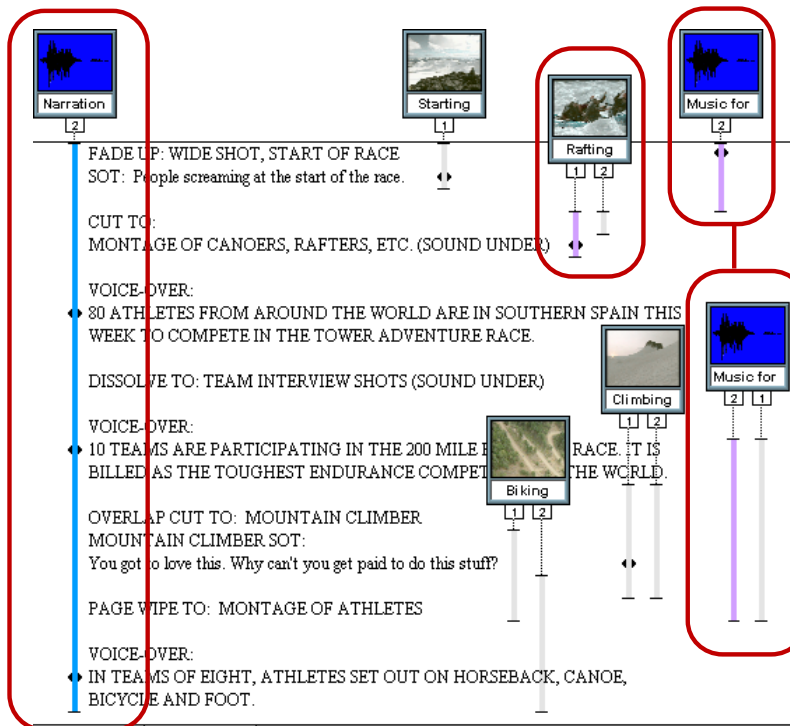 Narration
2
Starting
1
Rafting
1 2
Music for
2
FADE UP: WIDE SHOT, START OF RACE
SOT: People screaming at the start of the race.
CUT TO:
MONTAGE OF CANOERS, RAFTERS, ETC. (SOUND UNDER)
VOICE-OVER:
80 ATHLETES FROM AROUND THE WORLD ARE IN SOUTHERN SPAIN THIS
WEEK TO COMPETE IN THE TOWER ADVENTURE RACE.
Climbing
1 2
Music for
2 1
DISSOLVE TO: TEAM INTERVIEW SHOTS (SOUND UNDER)
VOICE-OVER:
10 TEAMS ARE PARTICIPATING IN THE 200 MILE RACE. IT IS
BILLED AS THE TOUGHEST ENDURANCE COMPET THE WORLD.
Biking
1 2
OVERLAP CUT TO: MOUNTAIN CLIMBER
MOUNTAIN CLIMBER SOT:
You got to love this. Why can't you get paid to do this stuff?
PAGE WIPE TO: MONTAGE OF ATHLETES
VOICE-OVER:
IN TEAMS OF EIGHT, ATHLETES SET OUT ON HORSEBACK, CANOE,
BICYCLE AND FOOT.